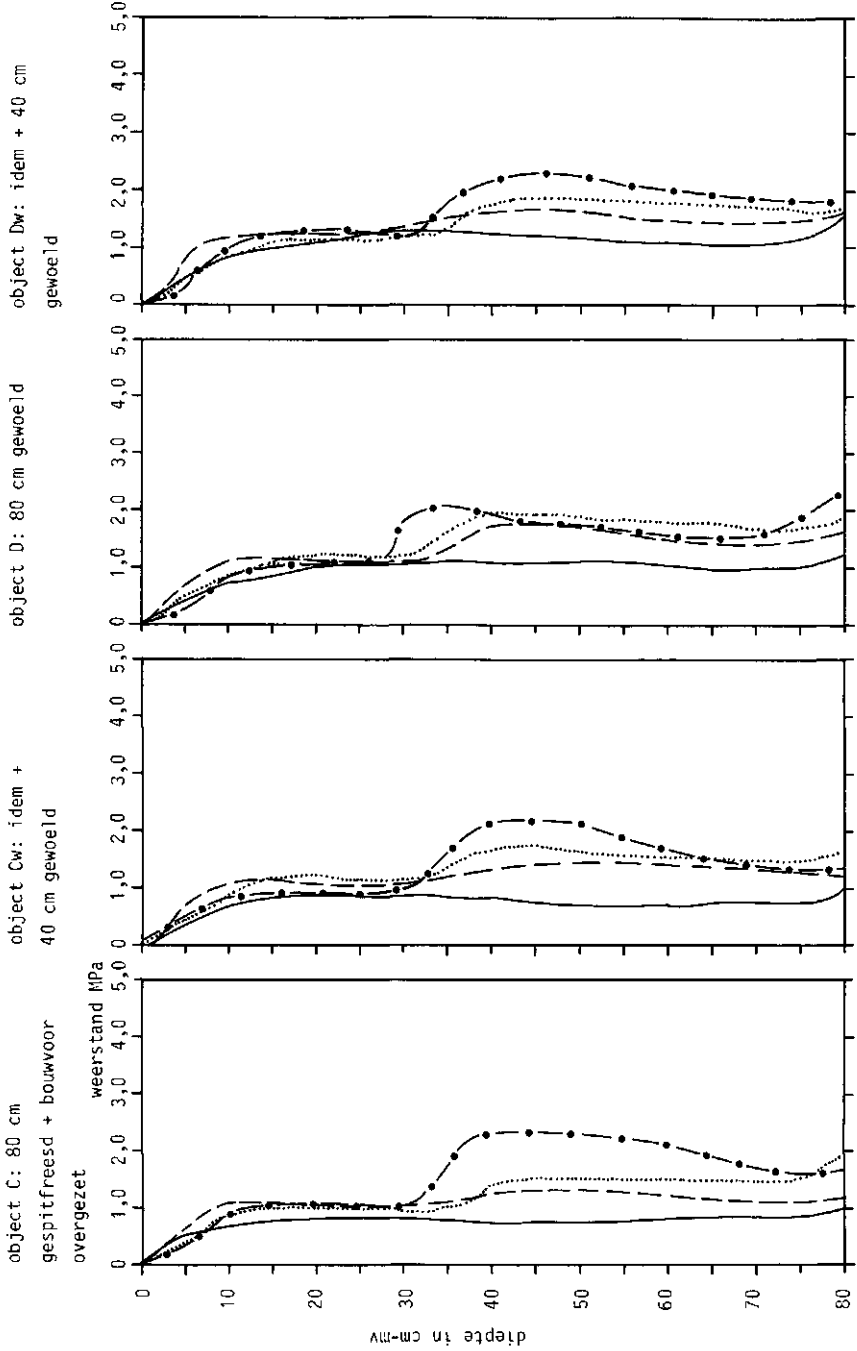 object C: 80 cm
gespitfreesd + bouwvoor
overgezet
weerstand MPa
0 1,0 2,0 3,0 4,0 5,0
object Cw: idem +
40 cm gewoeld
0 1,0 2,0 3,0 4,0 5,0
object D: 80 cm gewoeld
0 1,0 2,0 3,0 4,0 5,0
object Dw: idem + 40 cm
gewoeld
0 1,0 2,0 3,0 4,0 5,0
diepte in cm-mv
0
10
20
30
40
50
60
70
80